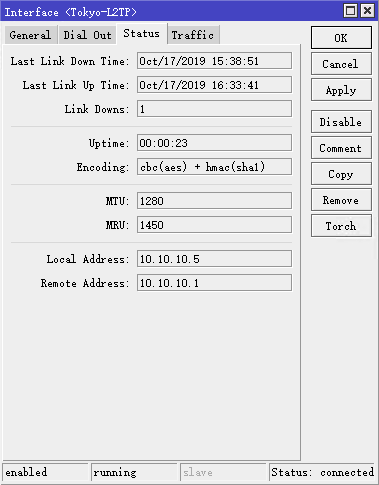 Interface <Tokyo-L2TP>
General Dial Out Status Traffic
OK
Last Link Down Time: Oct/17/2019 15:38:51
Cancel
Last Link Up Time: Oct/17/2019 16:33:41
Apply
Link Downs: 1
Disable
Uptime: 00:00:23
Comment
Encoding: cbc(aes) + hmac(sha1)
Copy
MTU: 1280
Remove
MRU: 1450
Torch
Local Address: 10.10.10.5
Remote Address: 10.10.10.1
enabled running slave Status: connected